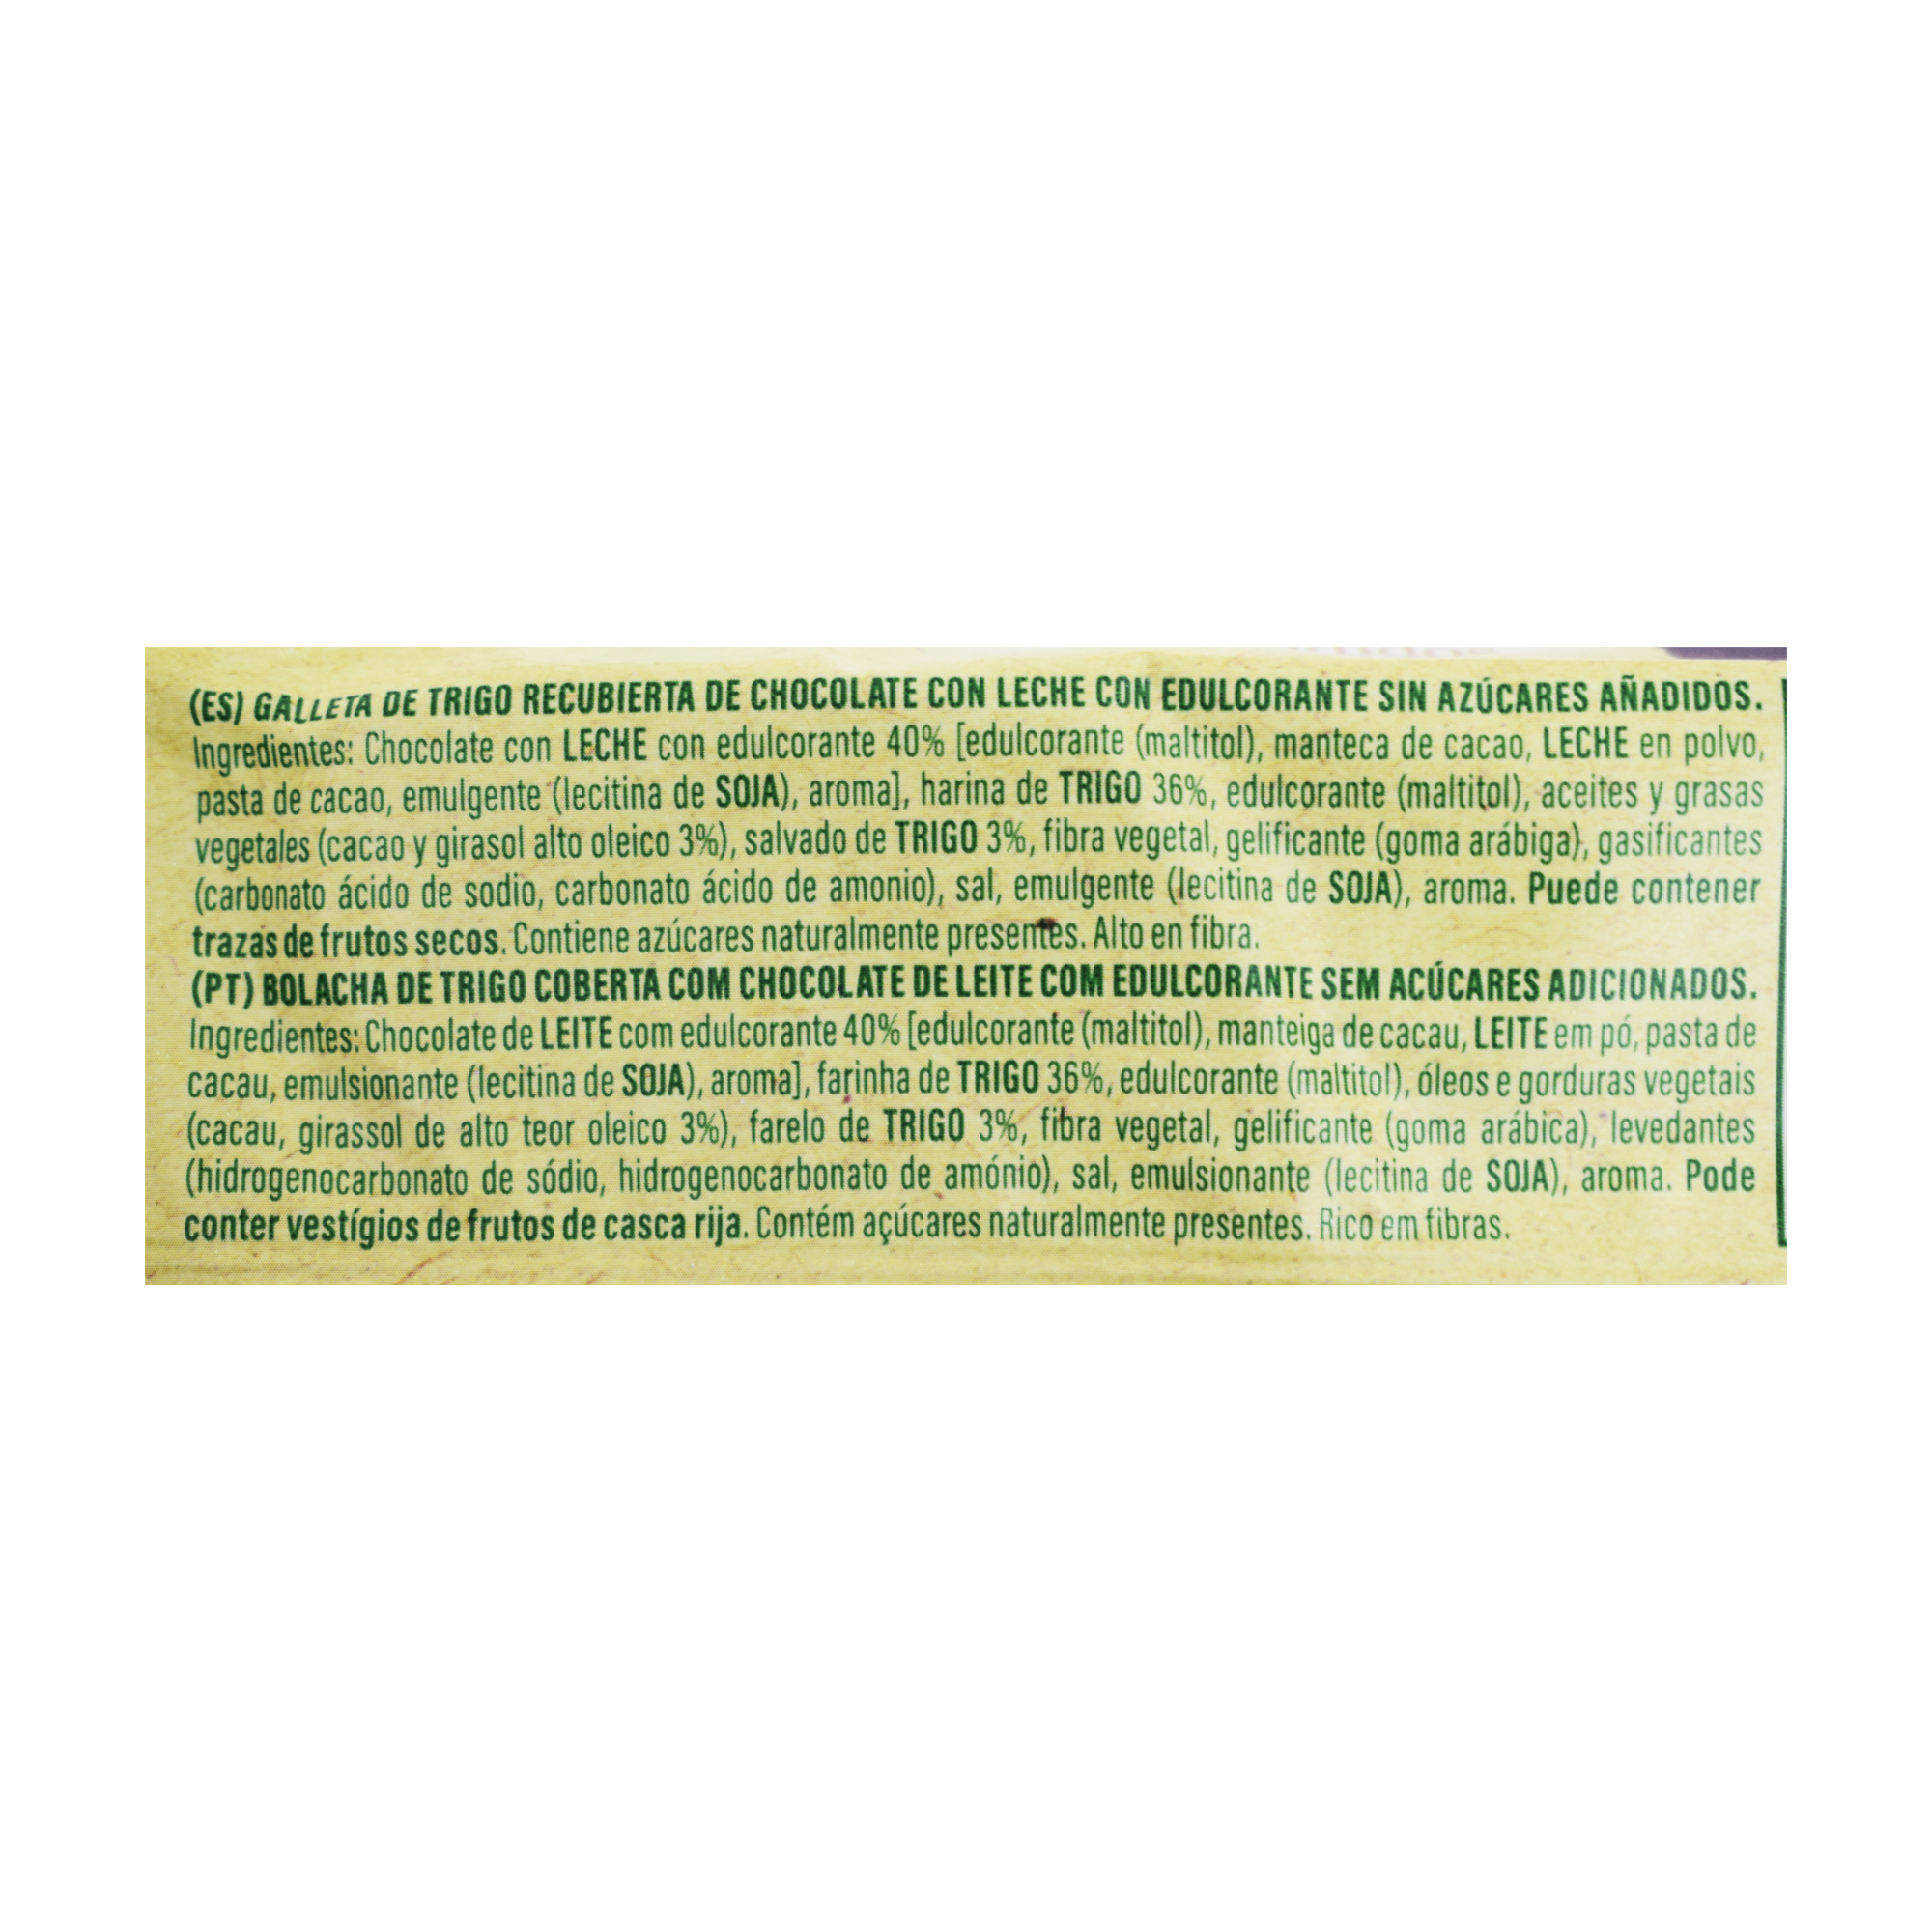 (ES) GALLETA DE TRIGO RECUBIERTA DE CHOCOLATE CON LECHE CON EDULCORANTE SIN AZÚCARES AÑADIDOS.
Ingredientes: Chocolate con LECHE con edulcorante 40% [edulcorante (maltitol), manteca de cacao, LECHE en polvo,
pasta de cacao, emulgente (lecitina de SOJA), aroma], harina de TRIGO 36%, edulcorante (maltitol), aceites y grasas
vegetales (cacao y girasol alto oleico 3%), salvado de TRIGO 3%, fibra vegetal, gelificante (goma arábiga), gasificantes
(carbonato ácido de sodio, carbonato ácido de amonio), sal, emulgente (lecitina de SOJA), aroma. Puede contener
trazas de frutos secos. Contiene azúcares naturalmente presentes. Alto en fibra.
(PT) BOLACHA DE TRIGO COBERTA COM CHOCOLATE DE LEITE COM EDULCORANTE SEM ACÚCARES ADICIONADOS.
Ingredientes: Chocolate de LEITE com edulcorante 40% [edulcorante (maltitol), manteiga de cacau, LEITE em pó, pasta de
cacau, emulsionante (lecitina de SOJA), aroma], farinha de TRIGO 36%, edulcorante (maltitol), óleos e gorduras vegetais
(cacau, girassol de alto teor oleico 3%), farelo de TRIGO 3%, fibra vegetal, gelificante (goma arábica), levedantes
(hidrogenocarbonato de sódio, hidrogenocarbonato de amónio), sal, emulsionante (lecitina de SOJA), aroma. Pode
conter vestígios de frutos de casca rija. Contém açúcares naturalmente presentes. Rico em fibras.